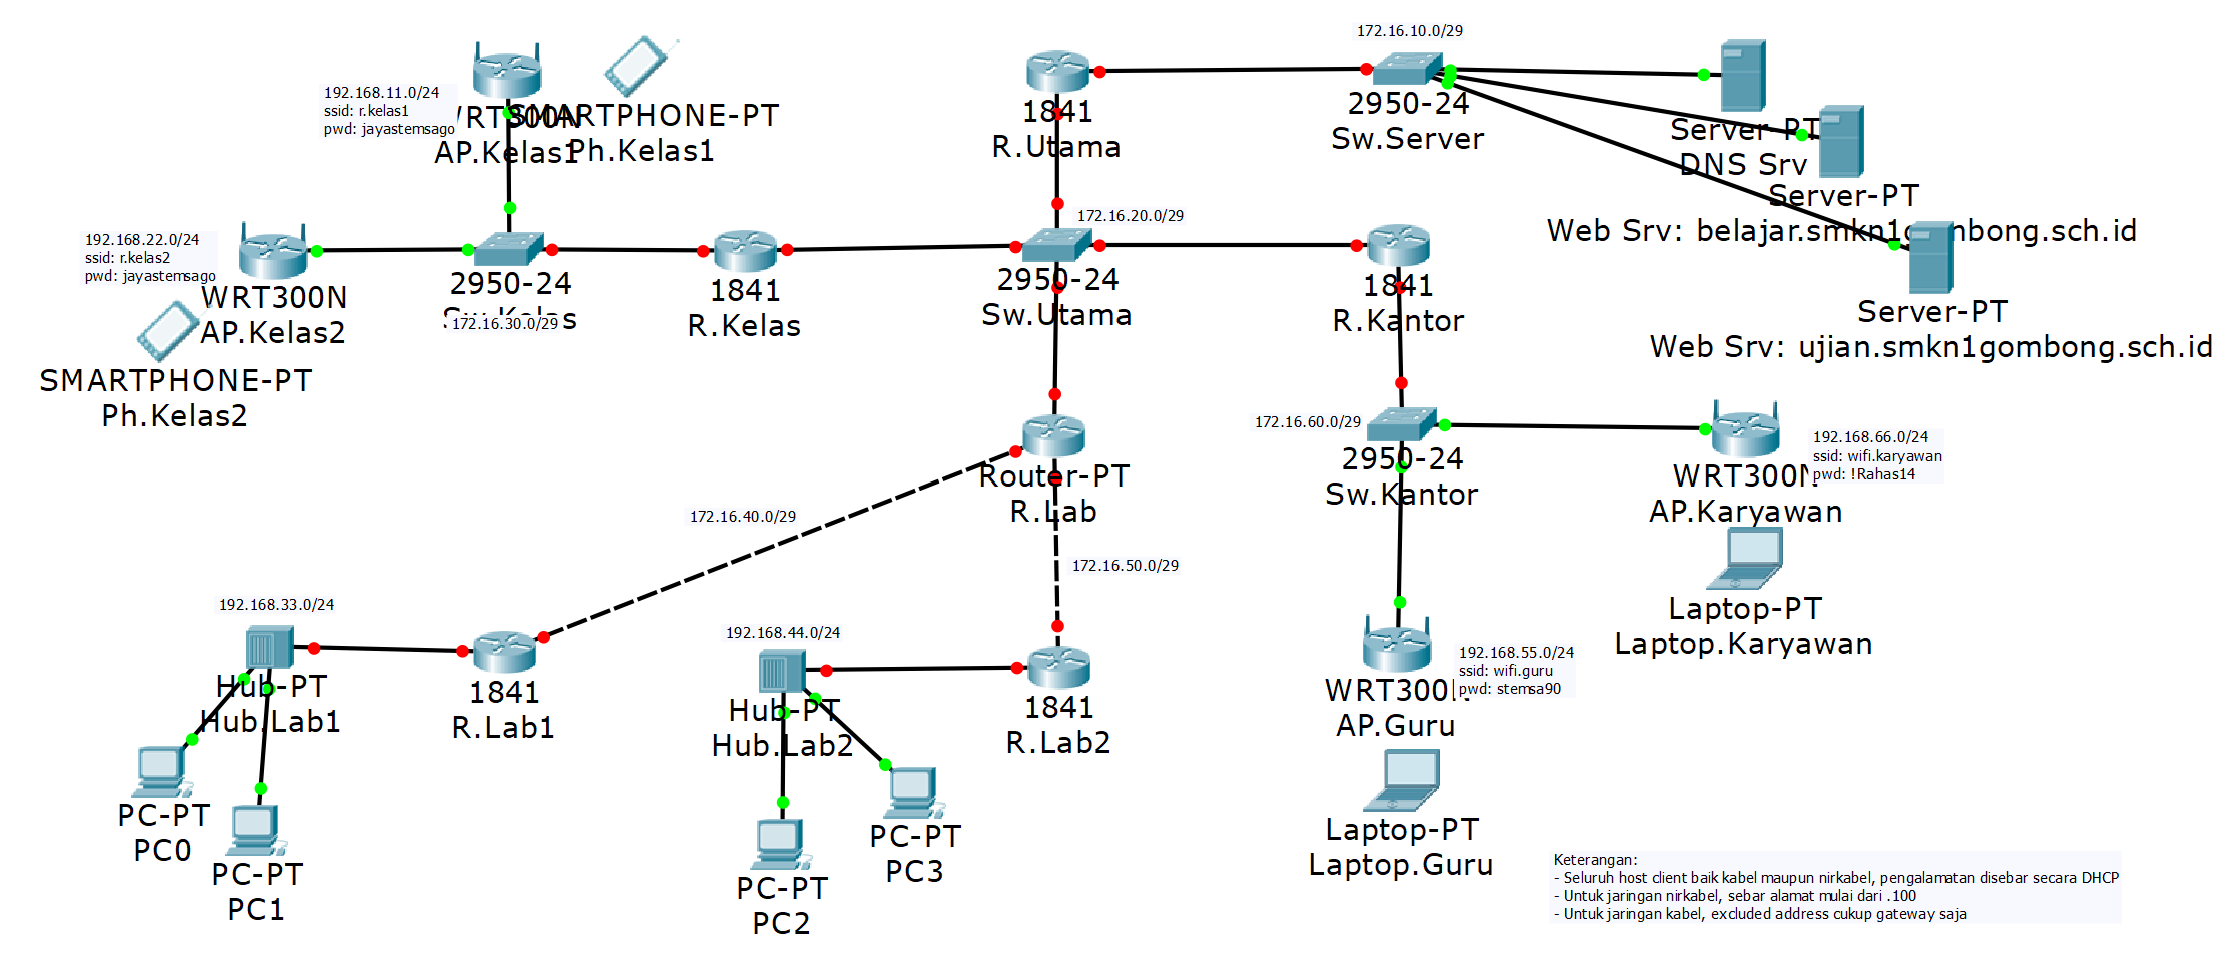 192.168.11.0/24
ssid: r.kelas1
pwd: jayastemsago
WRT300N
AP.Kelas1
SMARTPHONE-PT
Ph.Kelas1
1841
R.Utama
172.16.10.0/29
2950-24
Sw.Server
Server-PT
DNS Srv
Server-PT
Web Srv: belajar.smkn1gombong.sch.id
Server-PT
Web Srv: ujian.smkn1gombong.sch.id
192.168.22.0/24
ssid: r.kelas2
pwd: jayastemsago
WRT300N
AP.Kelas2
SMARTPHONE-PT
Ph.Kelas2
2950-24
Sw.Kelas
172.16.30.0/29
1841
R.Kelas
172.16.20.0/29
2950-24
Sw.Utama
1841
R.Kantor
172.16.60.0/29
2950-24
Sw.Kantor
192.168.66.0/24
ssid: wifi.karyawan
pwd: !Rahas14
WRT300N
AP.Karyawan
Laptop-PT
Laptop.Karyawan
Router-PT
R.Lab
172.16.40.0/29
172.16.50.0/29
192.168.33.0/24
Hub-PT
Hub.Lab1
1841
R.Lab1
PC-PT
PC0
PC-PT
PC1
192.168.44.0/24
Hub-PT
Hub.Lab2
1841
R.Lab2
PC-PT
PC2
PC-PT
PC3
192.168.55.0/24
ssid: wifi.guru
pwd: stemsa90
WRT300N
AP.Guru
Laptop-PT
Laptop.Guru
Keterangan:
- Seluruh host client baik kabel maupun nirkabel, pengalamatan disebar secara DHCP
- Untuk jaringan nirkabel, sebar alamat mulai dari .100
- Untuk jaringan kabel, excluded address cukup gateway saja